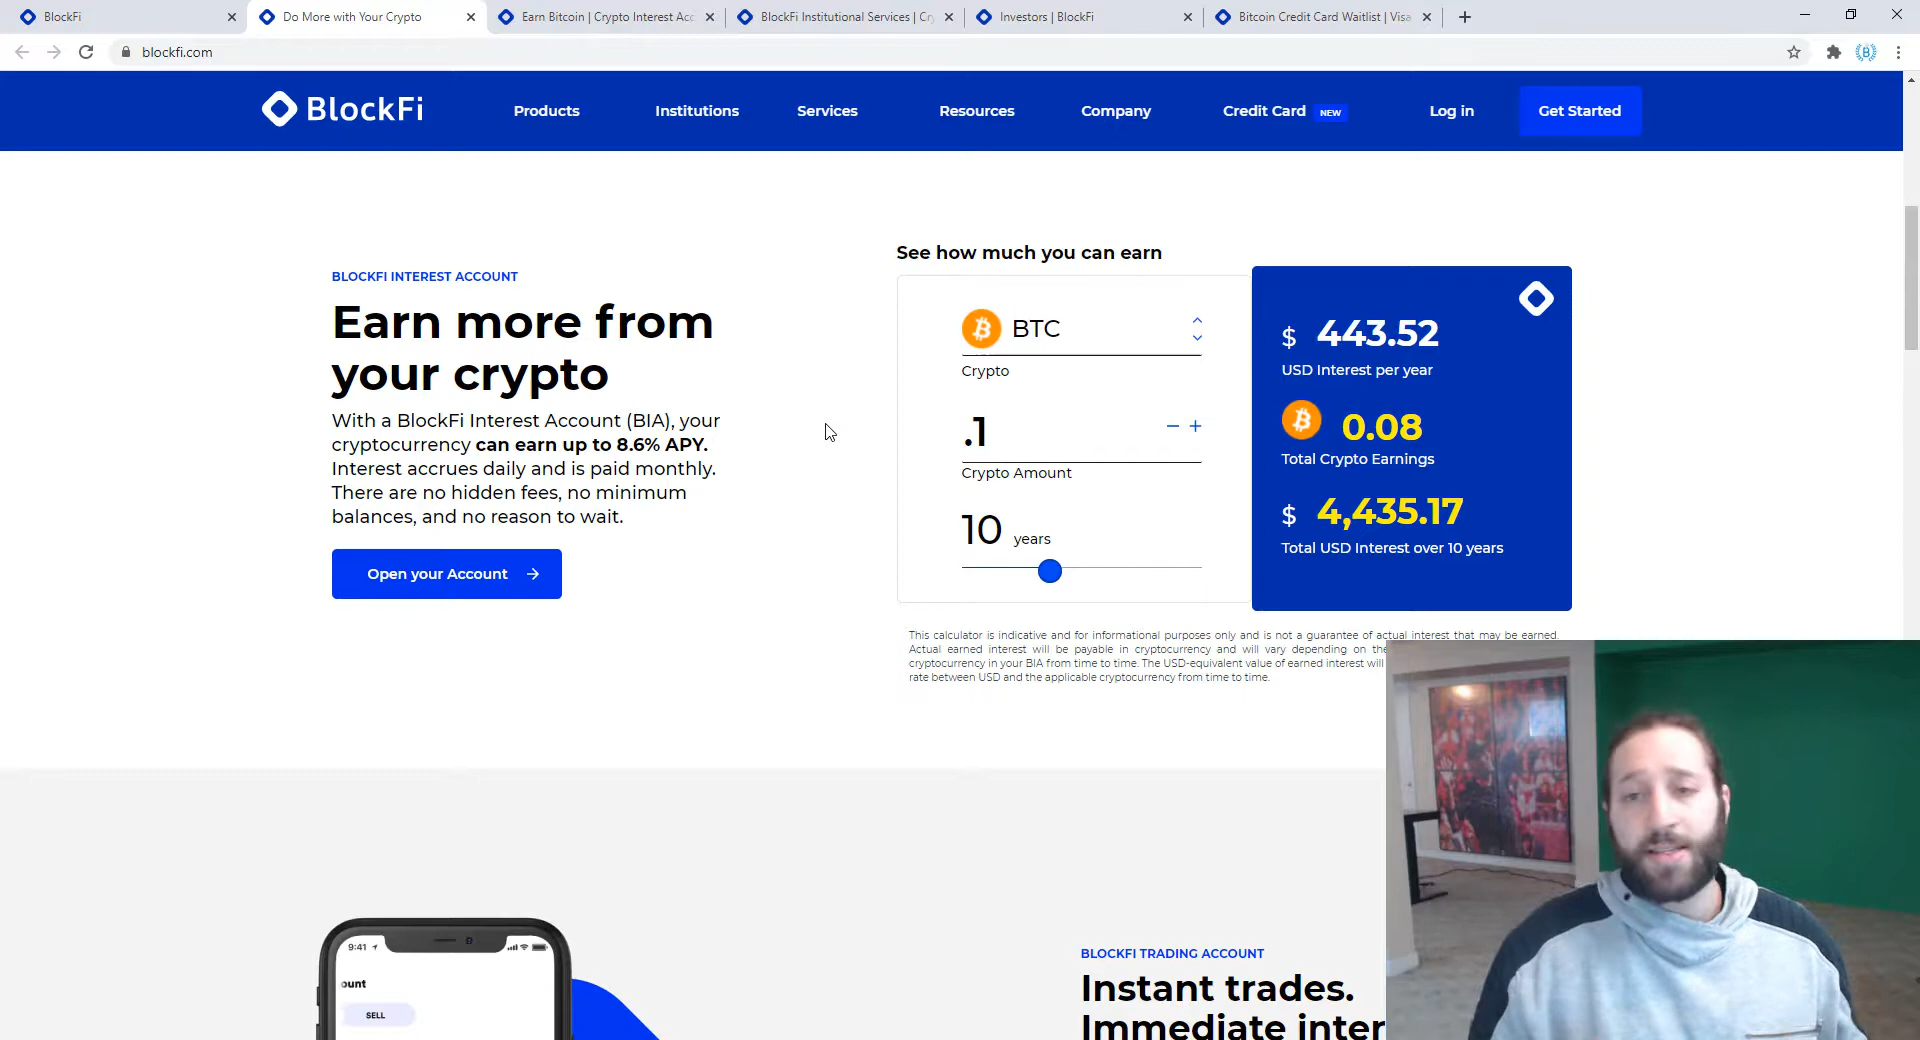 BlockFi
Do More with Your Crypto
Earn Bitcoin | Crypto Interest Acc
BlockFi Institutional Services | Cr
Investors | BlockFi
Bitcoin Credit Card Waitlist | Visa
blockfi.com
BlockFi
Products
Institutions
Services
Resources
Company
Credit Card NEW
Log in
Get Started
BLOCKFI INTEREST ACCOUNT
Earn more from
your crypto
With a BlockFi Interest Account (BIA), your
cryptocurrency can earn up to 8.6% APY.
Interest accrues daily and is paid monthly.
There are no hidden fees, no minimum
balances, and no reason to wait.
Open your Account →
See how much you can earn
BTC
Crypto
.1
Crypto Amount
10 years
$ 443.52
USD Interest per year
0.08
Total Crypto Earnings
$ 4,435.17
Total USD Interest over 10 years
This calculator is indicative and for informational purposes only and is not a guarantee of actual interest that may be earned.
Actual earned interest will be payable in cryptocurrency and will vary depending on the
cryptocurrency in your BIA from time to time. The USD-equivalent value of earned interest will
rate between USD and the applicable cryptocurrency from time to time.
9:41
ount
SELL
BLOCKFI TRADING ACCOUNT
Instant trades.
Immediate inter